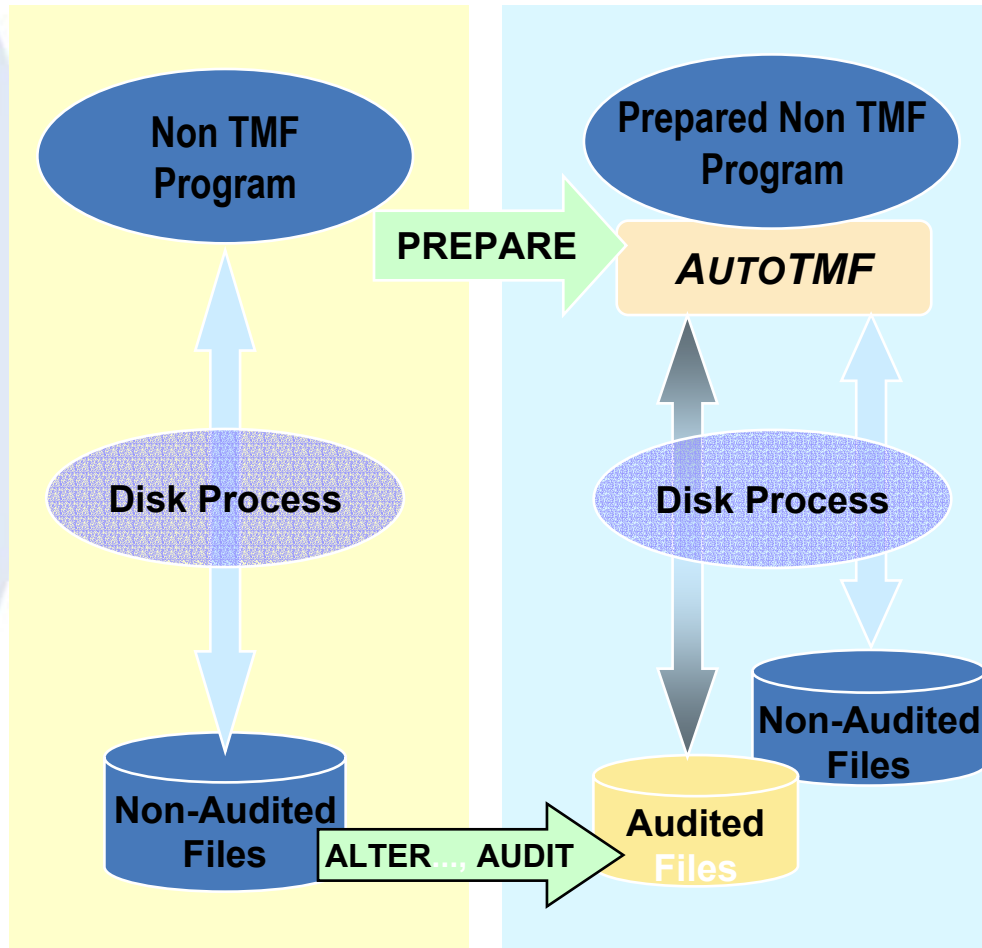 Non TMF
Program
Prepared Non TMF
Program
PREPARE
AUTOTMF
Disk Process
Disk Process
Non-Audited
Files
Non-Audited
Files
ALTER..., AUDIT
Audited
Files